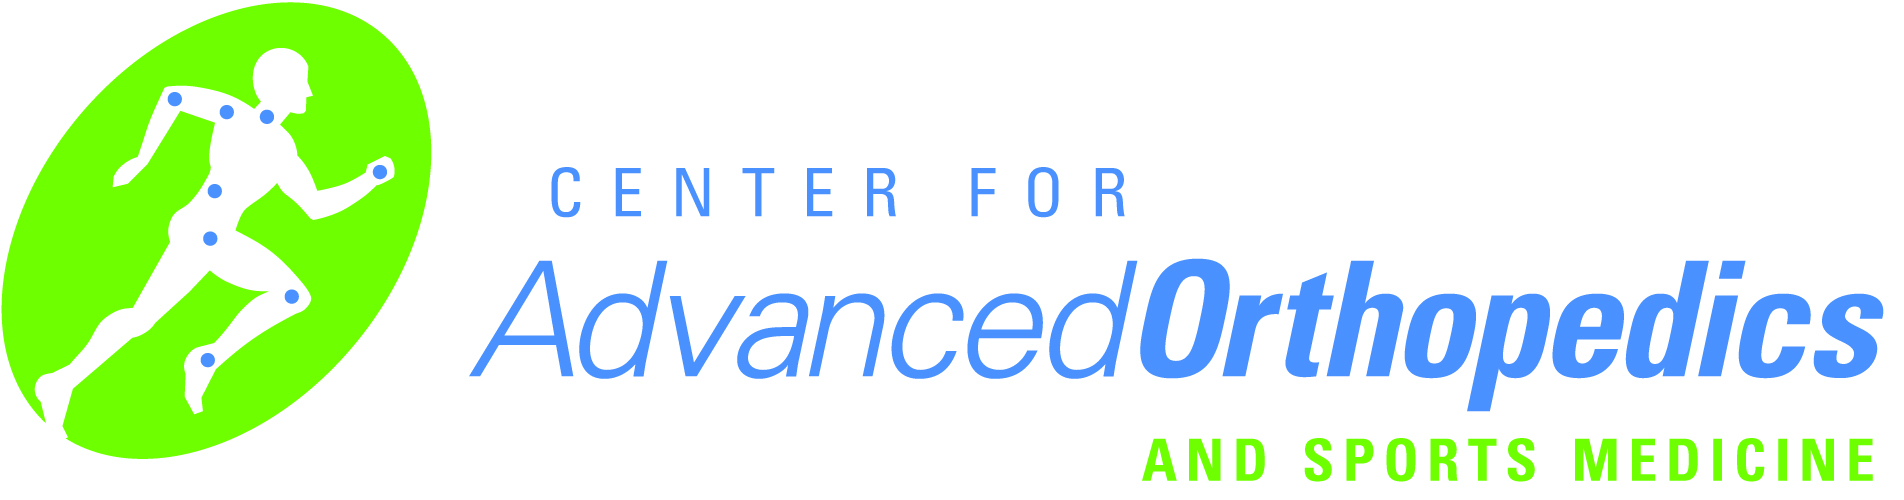 CENTER FOR
AdvancedOrthopedics
AND SPORTS MEDICINE